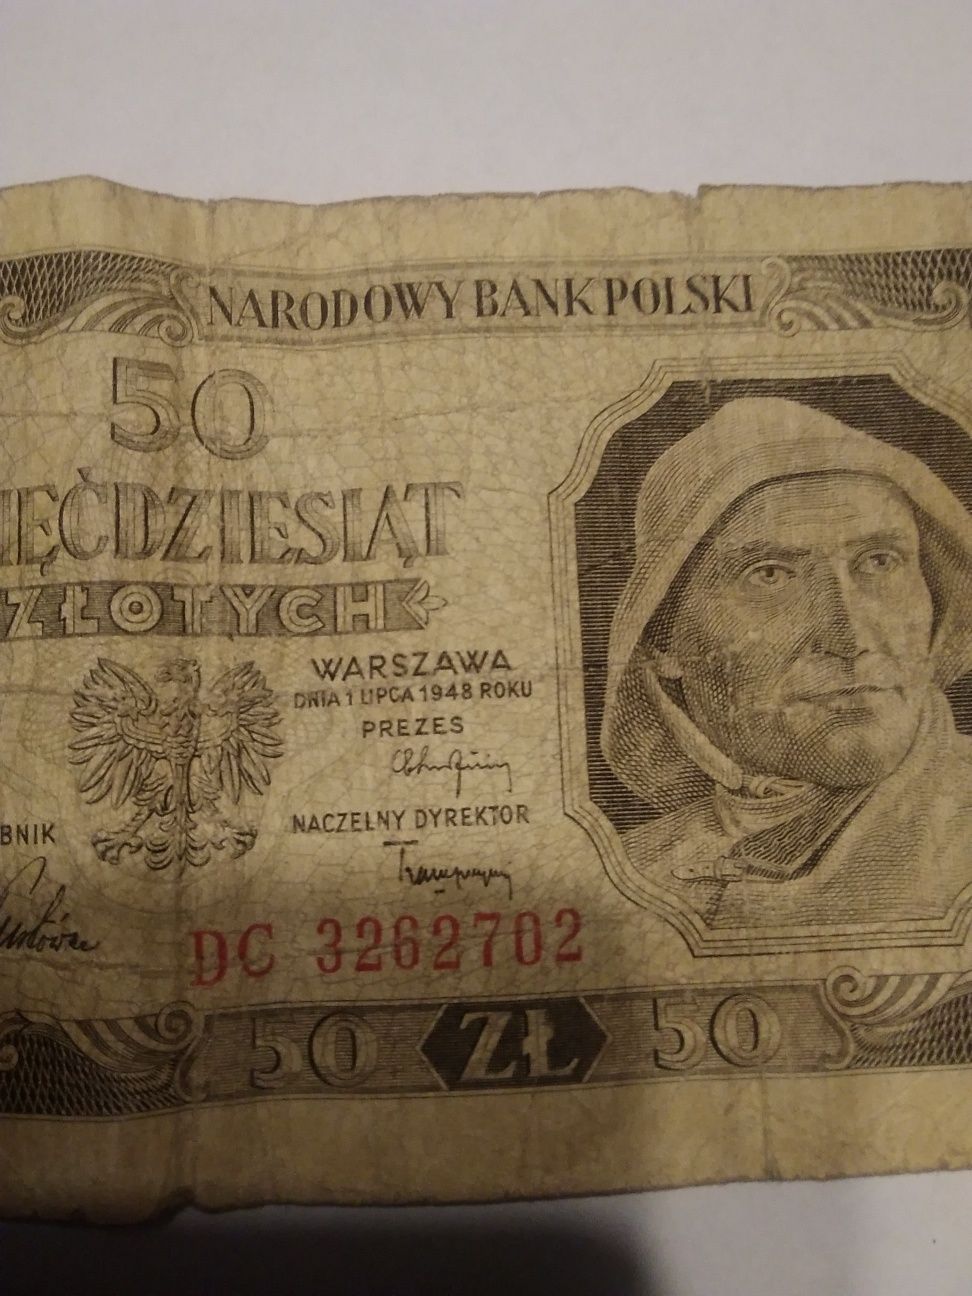 NARODOWY BANK POLSKI
50
IĘĆDZIESIĄT
ZŁOTYCH
WARSZAWA
DNIA 1 LIPCA 1948 ROKU
PREZES
NACZELNY DYREKTOR
BNIK
DC 3262702
50 ZŁ 50